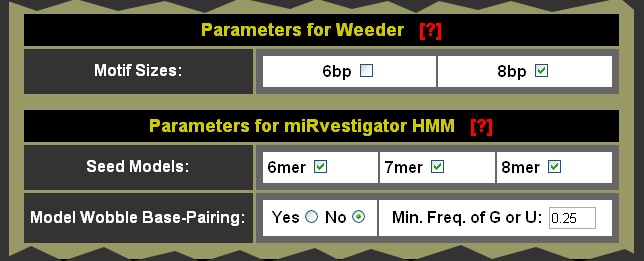 Parameters for Weeder [?]
Motif Sizes: 6bp 8bp
Parameters for miRvestigator HMM [?]
Seed Models: 6mer 7mer 8mer
Model Wobble Base-Pairing: Yes No Min. Freq. of G or U: 0.25